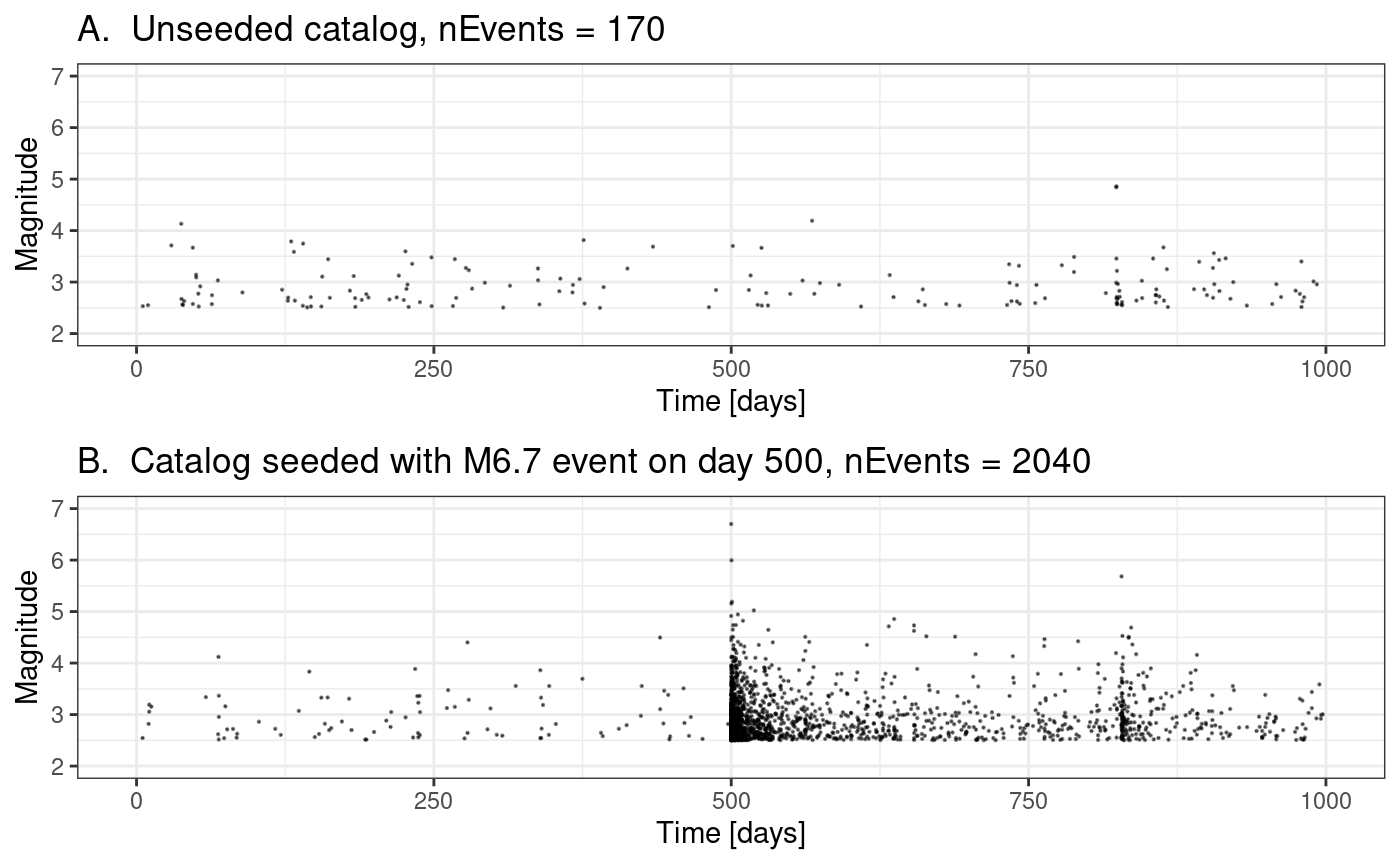 A. Unseeded catalog, nEvents = 170
7
6
5
4
3
2
Magnitude
0 250 500 750 1000
Time [days]
B. Catalog seeded with M6.7 event on day 500, nEvents = 2040
7
6
5
4
3
2
Magnitude
0 250 500 750 1000
Time [days]